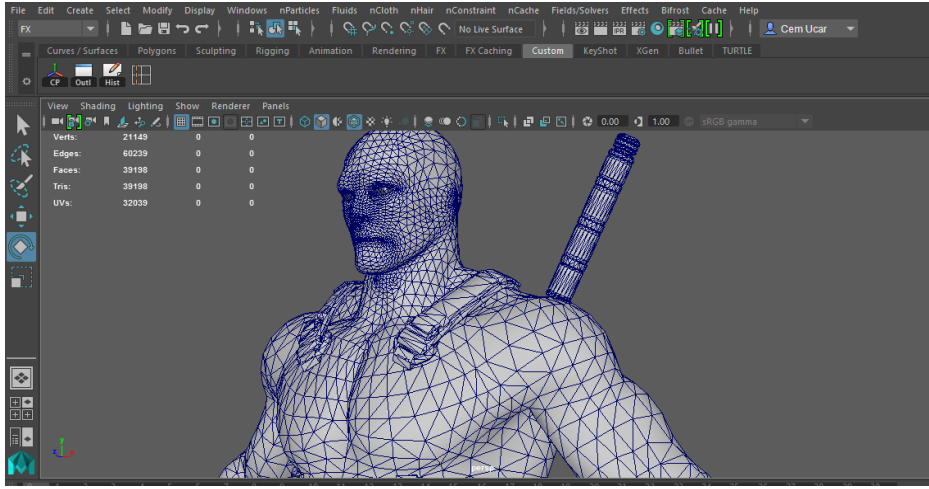 File Edit Create Select Modify Display Windows nParticles Fluids nCloth nHair nConstraint nCache Fields/Solvers Effects Bifrost Cache Help
FX No Live Surface IPR Cem Ucar
Curves / Surfaces Polygons Sculpting Rigging Animation Rendering FX FX Caching Custom KeyShot XGen Bullet TURTLE
CP Outl Hist
View Shading Lighting Show Renderer Panels
0.00 1.00 sRGB gamma
Verts: 21149 0 0
Edges: 60239 0 0
Faces: 39198 0 0
Tris: 39198 0 0
UVs: 32039 0 0
y
z x
persp